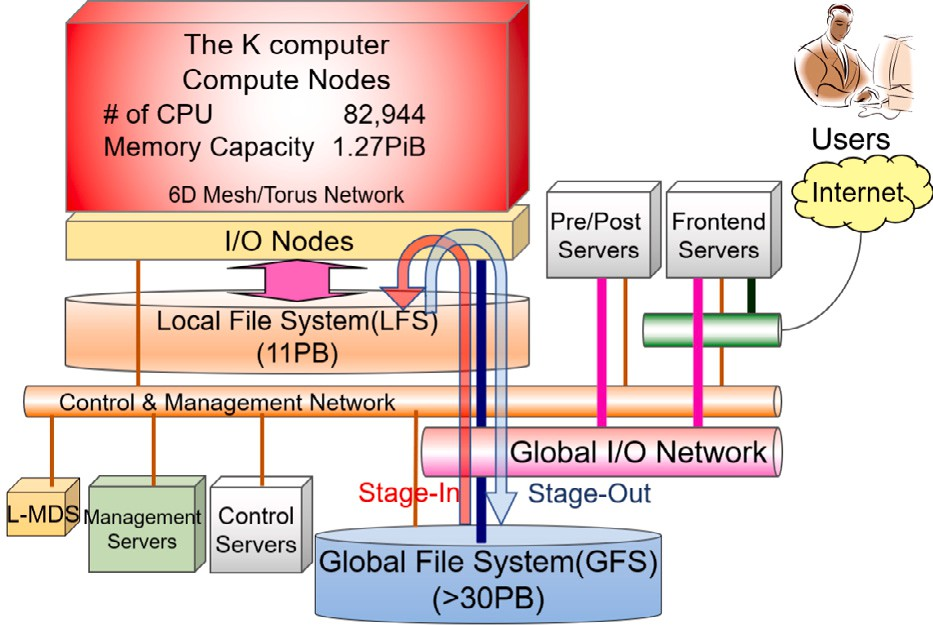 The K computer
Compute Nodes
# of CPU 82,944
Memory Capacity 1.27PiB
6D Mesh/Torus Network
Users
Internet
I/O Nodes
Pre/Post
Servers
Frontend
Servers
Local File System(LFS)
(11PB)
Control & Management Network
Global I/O Network
Stage-In
Stage-Out
L-MDS
Management
Servers
Control
Servers
Global File System(GFS)
(>30PB)